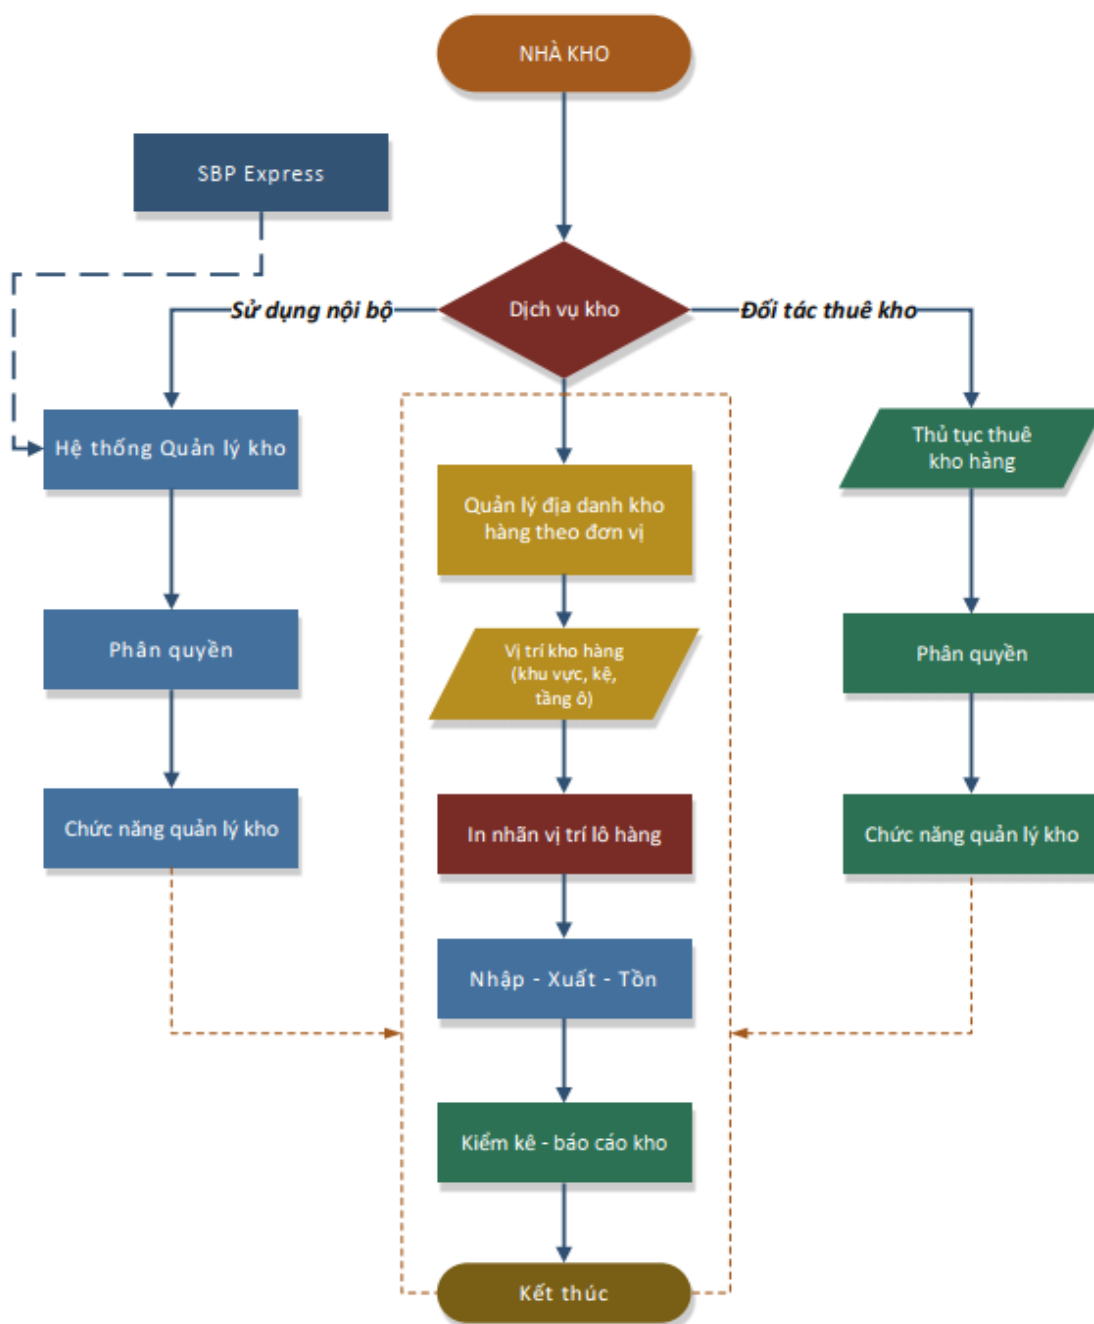 NHÀ KHO
SBP Express
Sử dụng nội bộ
Dịch vụ kho
Đối tác thuê kho
Hệ thống Quản lý kho
Thủ tục thuê
kho hàng
Quản lý địa danh kho
hàng theo đơn vị
Phân quyền
Vị trí kho hàng
(khu vực, kệ,
tầng ô)
Phân quyền
Chức năng quản lý kho
In nhãn vị trí lô hàng
Chức năng quản lý kho
Nhập - Xuất - Tồn
Kiểm kê - báo cáo kho
Kết thúc